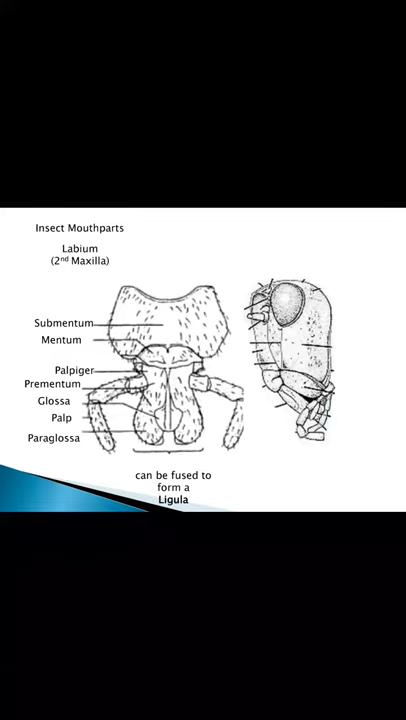 Insect Mouthparts
Labium
(2nd Maxilla)
Submentum
Mentum
Palpiger
Prementum
Glossa
Palp
Paraglossa
can be fused to
form a
Ligula